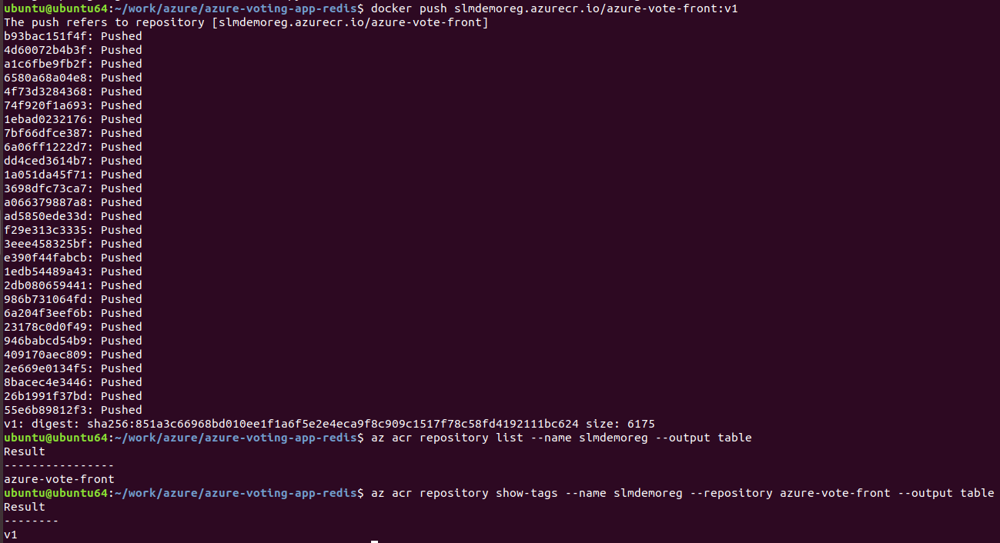 ubuntu@ubuntu64:~/work/azure/azure-voting-app-redis$ docker push slmdemoreg.azurecr.io/azure-vote-front:v1
The push refers to repository [slmdemoreg.azurecr.io/azure-vote-front]
b93bac151f4f: Pushed
4d60072b4b3f: Pushed
a1c6fbe9fb2f: Pushed
6580a68a04e8: Pushed
4f73d3284368: Pushed
74f920f1a693: Pushed
1ebad0232176: Pushed
7bf66dfce387: Pushed
6a06ff1222d7: Pushed
dd4ced3614b7: Pushed
1a051da45f71: Pushed
3698dfc73ca7: Pushed
a066379887a8: Pushed
ad5850ede33d: Pushed
f29e313c3335: Pushed
3eee458325bf: Pushed
e390f44fabcb: Pushed
1edb54489a43: Pushed
2db080659441: Pushed
986b731064fd: Pushed
6a204f3eef6b: Pushed
23178c0d0f49: Pushed
946babcd54b9: Pushed
409170aec809: Pushed
2e669e0134f5: Pushed
8bacec4e3446: Pushed
26b1991f37bd: Pushed
55e6b89812f3: Pushed
v1: digest: sha256:851a3c66968bd010ee1f1a6f5e2e4eca9f8c909c1517f78c58fd4192111bc624 size: 6175
ubuntu@ubuntu64:~/work/azure/azure-voting-app-redis$ az acr repository list --name slmdemoreg --output table
Result
----------------
azure-vote-front
ubuntu@ubuntu64:~/work/azure/azure-voting-app-redis$ az acr repository show-tags --name slmdemoreg --repository azure-vote-front --output table
Result
--------
v1